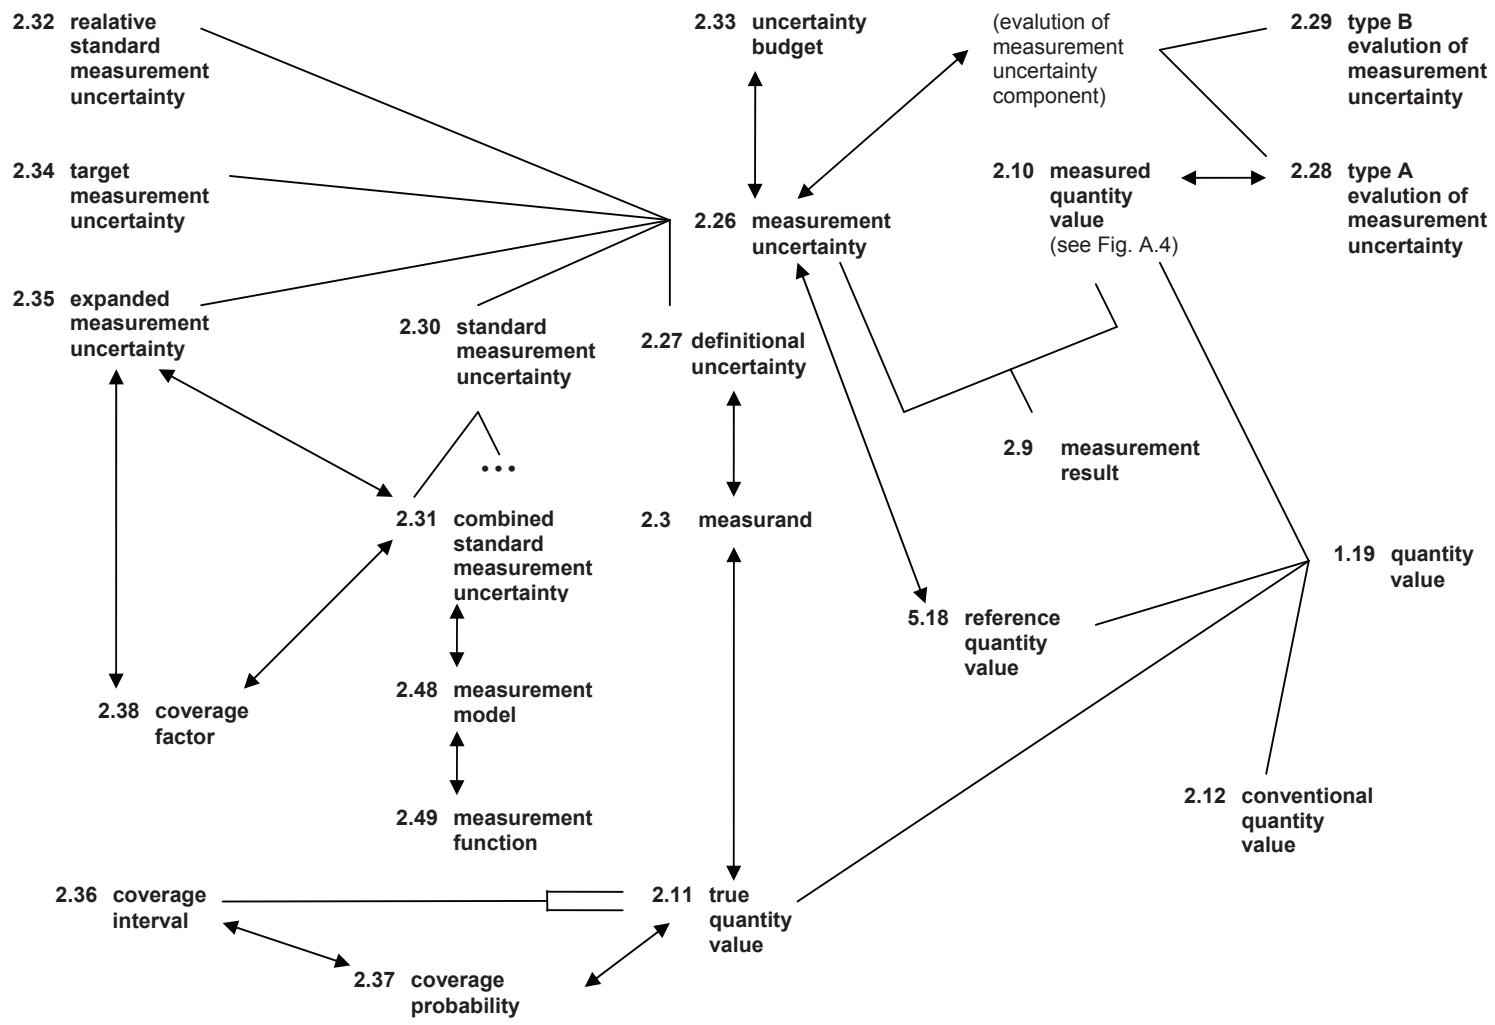 2.32 realative
standard
measurement
uncertainty
2.33 uncertainty
budget
(evalution of
measurement
uncertainty
component)
2.29 type B
evalution of
measurement
uncertainty
2.34 target
measurement
uncertainty
2.26 measurement
uncertainty
2.10 measured
quantity
value
(see Fig. A.4)
2.28 type A
evalution of
measurement
uncertainty
2.35 expanded
measurement
uncertainty
2.30 standard
measurement
uncertainty
2.27 definitional
uncertainty
2.9 measurement
result
•••
2.31 combined
standard
measurement
uncertainty
2.3 measurand
1.19 quantity
value
5.18 reference
quantity
value
2.38 coverage
factor
2.48 measurement
model
2.49 measurement
function
2.12 conventional
quantity
value
2.36 coverage
interval
2.11 true
quantity
value
2.37 coverage
probability